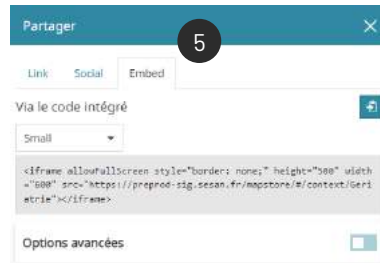 Partager
5
Link Social Embed
Via le code intégré
Small
<iframe allowfullScreen style="border: none;" height="500" width
="600" src="https://preprod-sig.sesan.fr/mapstore/#/context/Geri
atrie"></iframe>
Options avancées